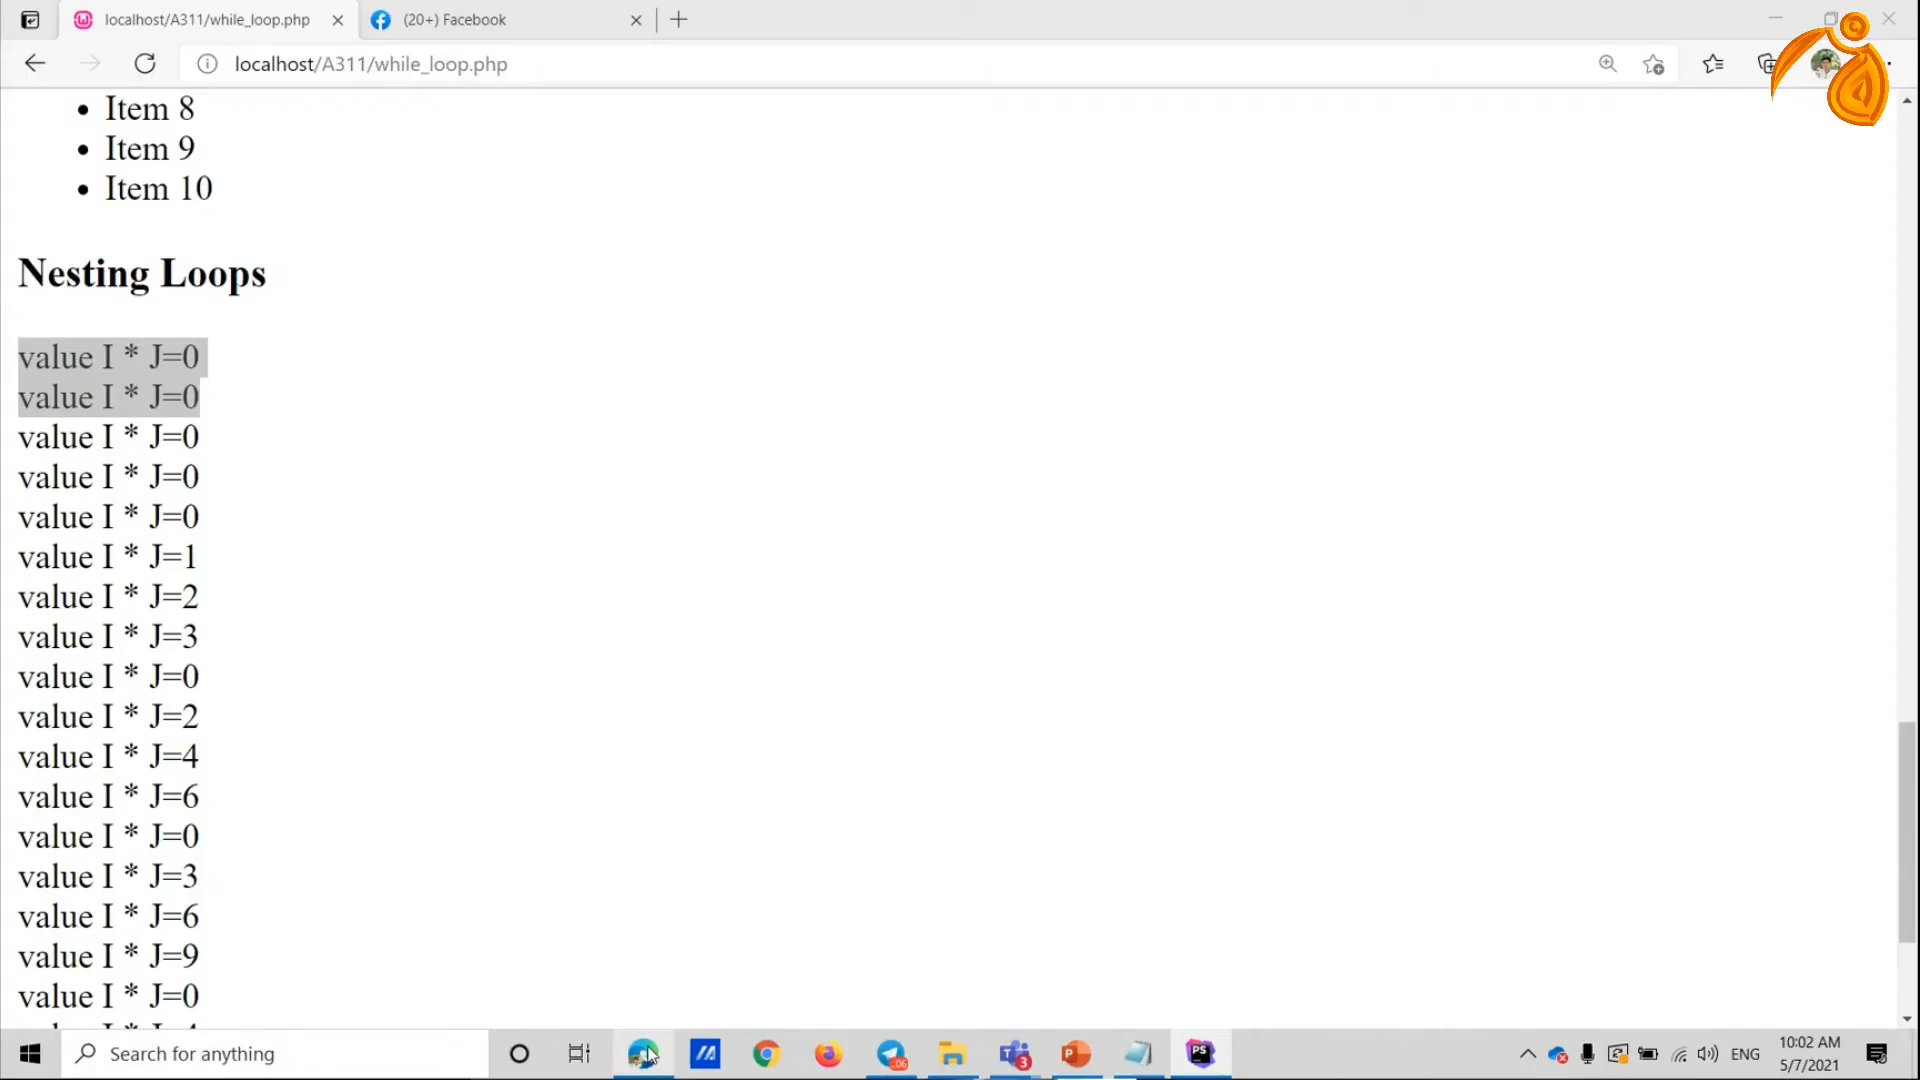 localhost/A311/while_loop.php
(20+) Facebook
localhost/A311/while_loop.php
• Item 8
• Item 9
• Item 10
Nesting Loops
value I * J=0
value I * J=0
value I * J=0
value I * J=0
value I * J=0
value I * J=1
value I * J=2
value I * J=3
value I * J=0
value I * J=2
value I * J=4
value I * J=6
value I * J=0
value I * J=3
value I * J=6
value I * J=9
value I * J=0
Search for anything
ENG
10:02 AM
5/7/2021